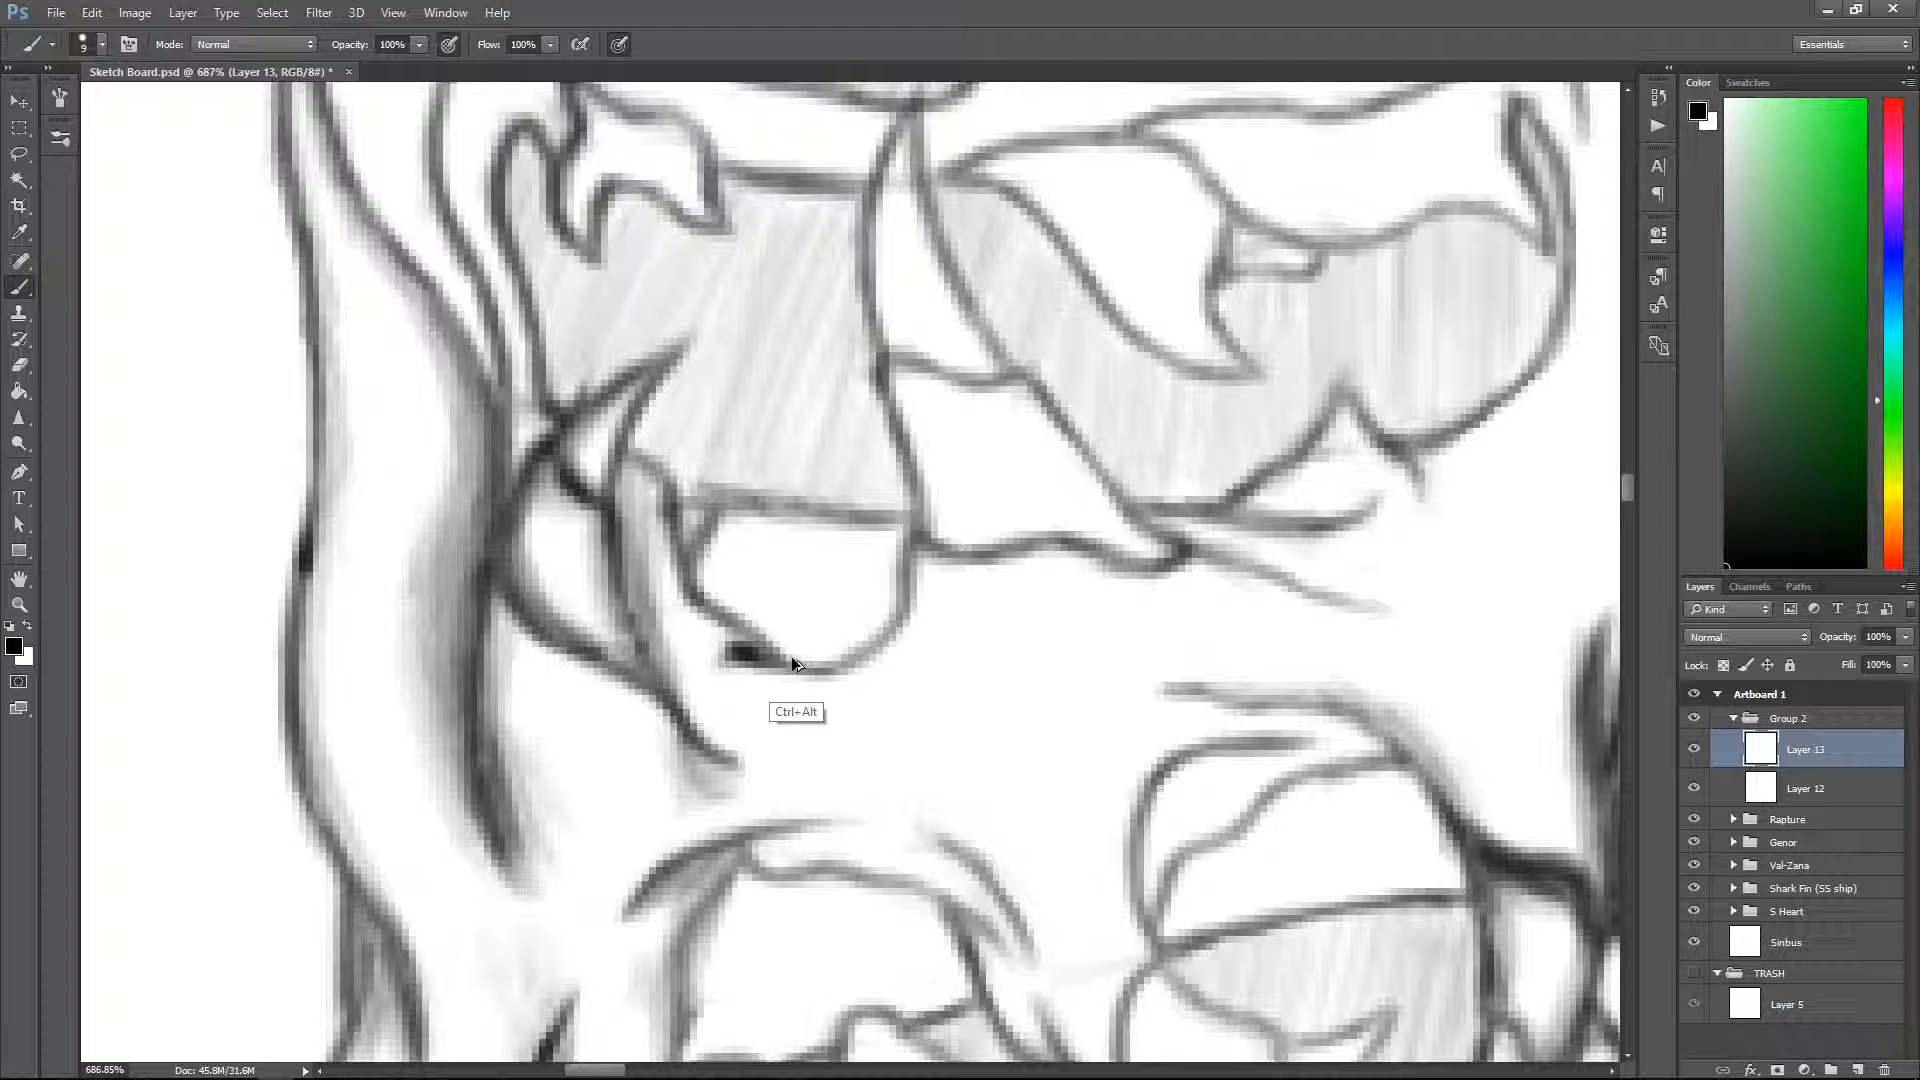 Ps File Edit Image Layer Type Select Filter 3D View Window Help
9 Mode: Normal Opacity: 100% Flow: 100% Essentials
Sketch Board.psd @ 687% (Layer 13, RGB/8#) * ×
Color Swatches
Ctrl+Alt
Layers Channels Paths
Kind
Normal Opacity: 100%
Lock: Fill: 100%
Artboard 1
Group 2
Layer 13
Layer 12
Rapture
Genor
Val-Zana
Shark Fin (SS ship)
S Heart
Sinbus
TRASH
Layer 5
686.85% Doc: 45.8M/31.6M